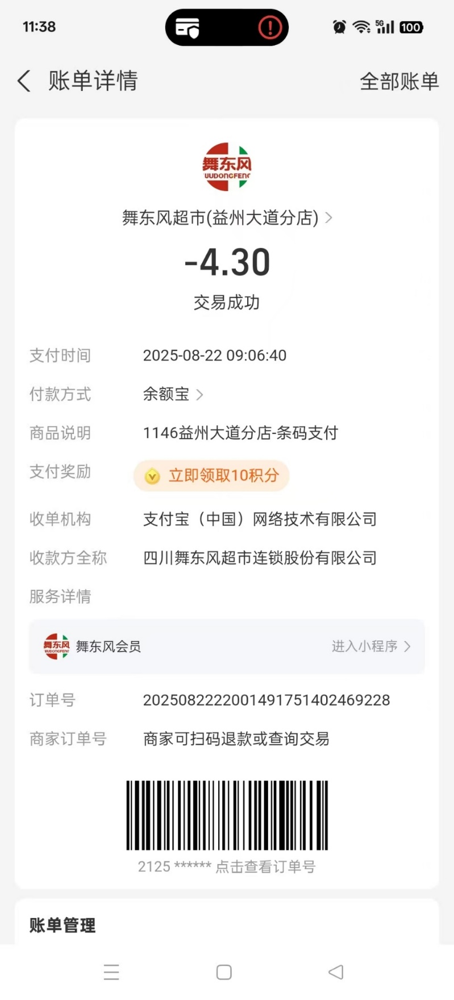 11:38
5G
100
账单详情
全部账单
舞东风
UUDONGFENG
舞东风超市(益州大道分店)
-4.30
交易成功
支付时间 2025-08-22 09:06:40
付款方式 余额宝
商品说明 1146益州大道分店-条码支付
支付奖励 立即领取10积分
收单机构 支付宝（中国）网络技术有限公司
收款方全称 四川舞东风超市连锁股份有限公司
服务详情
舞东风
UUDONGFENG
舞东风会员 进入小程序
订单号 2025082222001491751402469228
商家订单号 商家可扫码退款或查询交易
2125 ****** 点击查看订单号
账单管理